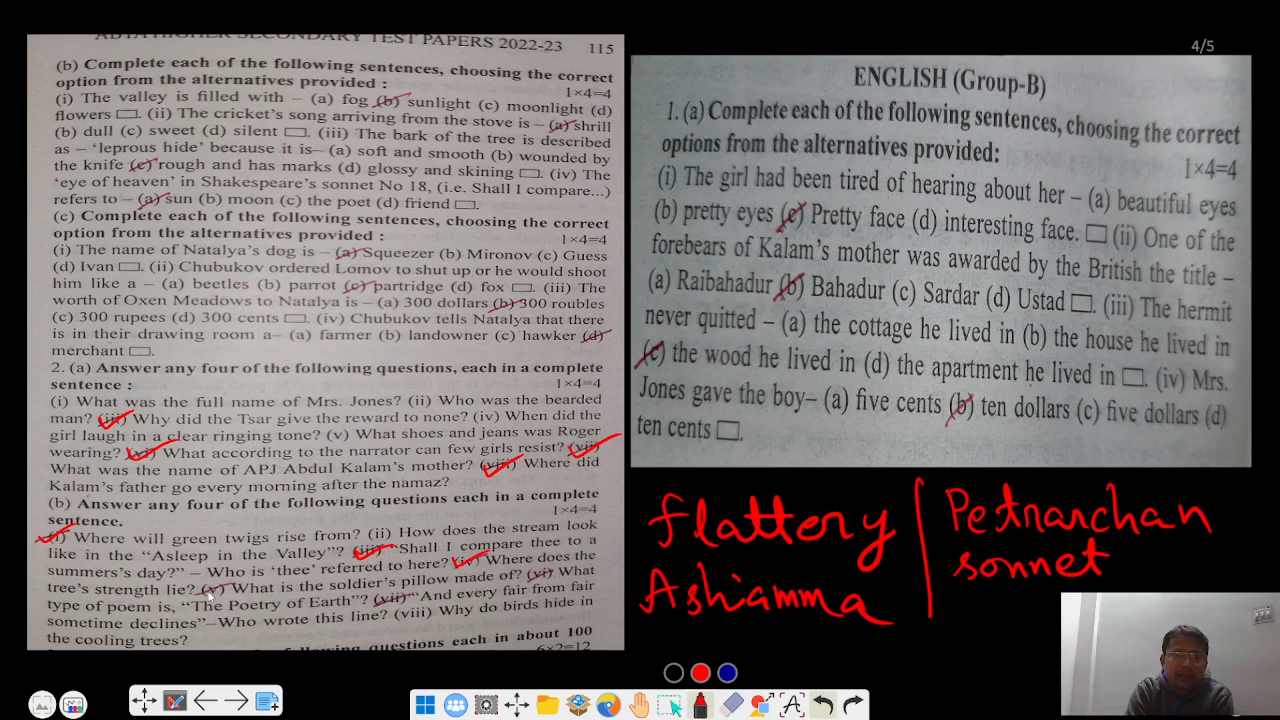 ABTA HIGHER SECONDARY TEST PAPERS 2022-23 115
(b) Complete each of the following sentences, choosing the correct
option from the alternatives provided : 1×4=4
(i) The valley is filled with – (a) fog (b) sunlight (c) moonlight (d)
flowers □. (ii) The cricket's song arriving from the stove is – (a) shrill
(b) dull (c) sweet (d) silent □. (iii) The bark of the tree is described
as – 'leprous hide' because it is– (a) soft and smooth (b) wounded by
the knife (c) rough and has marks (d) glossy and skining □. (iv) The
'eye of heaven' in Shakespeare's sonnet No 18, (i.e. Shall I compare...)
refers to – (a) sun (b) moon (c) the poet (d) friend □.
(c) Complete each of the following sentences, choosing the correct
option from the alternatives provided : 1×4=4
(i) The name of Natalya's dog is – (a) Squeezer (b) Mironov (c) Guess
(d) Ivan □. (ii) Chubukov ordered Lomov to shut up or he would shoot
him like a – (a) beetles (b) parrot (c) partridge (d) fox □. (iii) The
worth of Oxen Meadows to Natalya is – (a) 300 dollars (b) 300 roubles
(c) 300 rupees (d) 300 cents □. (iv) Chubukov tells Natalya that there
is in their drawing room a– (a) farmer (b) landowner (c) hawker (d)
merchant □.
2. (a) Answer any four of the following questions, each in a complete
sentence : 1×4=4
(i) What was the full name of Mrs. Jones? (ii) Who was the bearded
man? (iii) Why did the Tsar give the reward to none? (iv) When did the
girl laugh in a clear ringing tone? (v) What shoes and jeans was Roger
wearing? (vi) What according to the narrator can few girls resist? (vii)
What was the name of APJ Abdul Kalam's mother? (viii) Where did
Kalam's father go every morning after the namaz?
(b) Answer any four of the following questions each in a complete
sentence. 1×4=4
(i) Where will green twigs rise from? (ii) How does the stream look
like in the "Asleep in the Valley"? (iii) "Shall I compare thee to a
summers's day?" – Who is 'thee' referred to here? (iv) Where does the
tree's strength lie? (v) What is the soldier's pillow made of? (vi) What
type of poem is, "The Poetry of Earth"? (vii) "And every fair from fair
sometime declines"–Who wrote this line? (viii) Why do birds hide in
the cooling trees?
following questions each in about 100
6×2=12
4/5
ENGLISH (Group-B)
1. (a) Complete each of the following sentences, choosing the correct
options from the alternatives provided: 1×4=4
(i) The girl had been tired of hearing about her – (a) beautiful eyes
(b) pretty eyes (c) Pretty face (d) interesting face. □ (ii) One of the
forebears of Kalam's mother was awarded by the British the title –
(a) Raibahadur (b) Bahadur (c) Sardar (d) Ustad □. (iii) The hermit
never quitted – (a) the cottage he lived in (b) the house he lived in
(c) the wood he lived in (d) the apartment he lived in □. (iv) Mrs.
Jones gave the boy– (a) five cents (b) ten dollars (c) five dollars (d)
ten cents □.
Flattery
Ashiamma
Petrarchan
sonnet